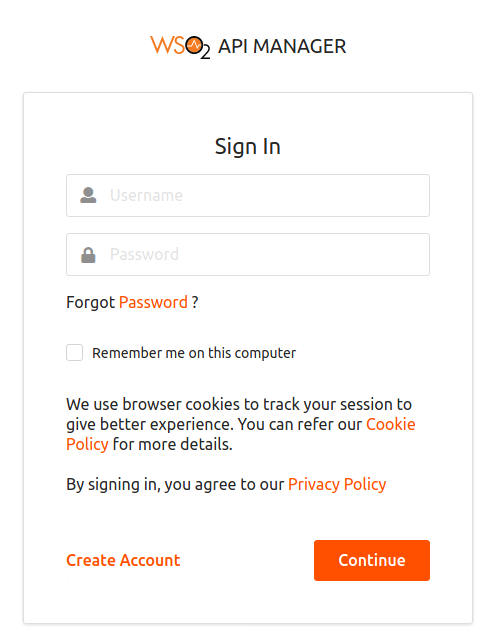 WSO2 API MANAGER
Sign In
Username
Password
Forgot Password ?
Remember me on this computer
We use browser cookies to track your session to
give better experience. You can refer our Cookie
Policy for more details.
By signing in, you agree to our Privacy Policy
Create Account
Continue